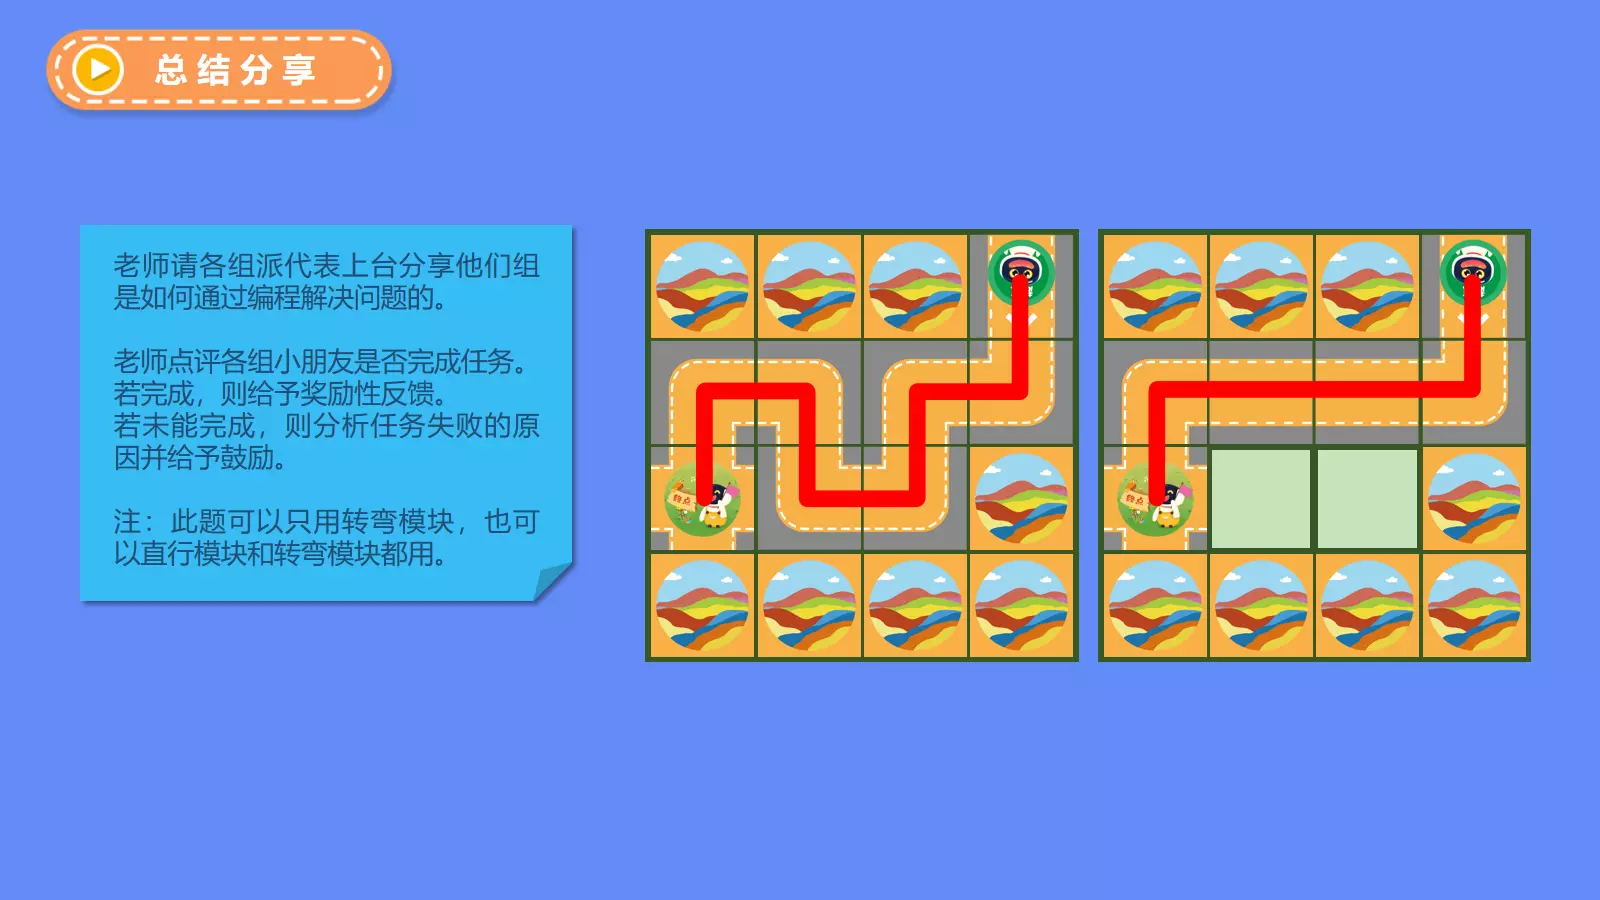 总结分享
老师请各组派代表上台分享他们组
是如何通过编程解决问题的。
老师点评各组小朋友是否完成任务。
若完成，则给予奖励性反馈。
若未能完成，则分析任务失败的原
因并给予鼓励。
注：此题可以只用转弯模块，也可
以直行模块和转弯模块都用。
终点
终点